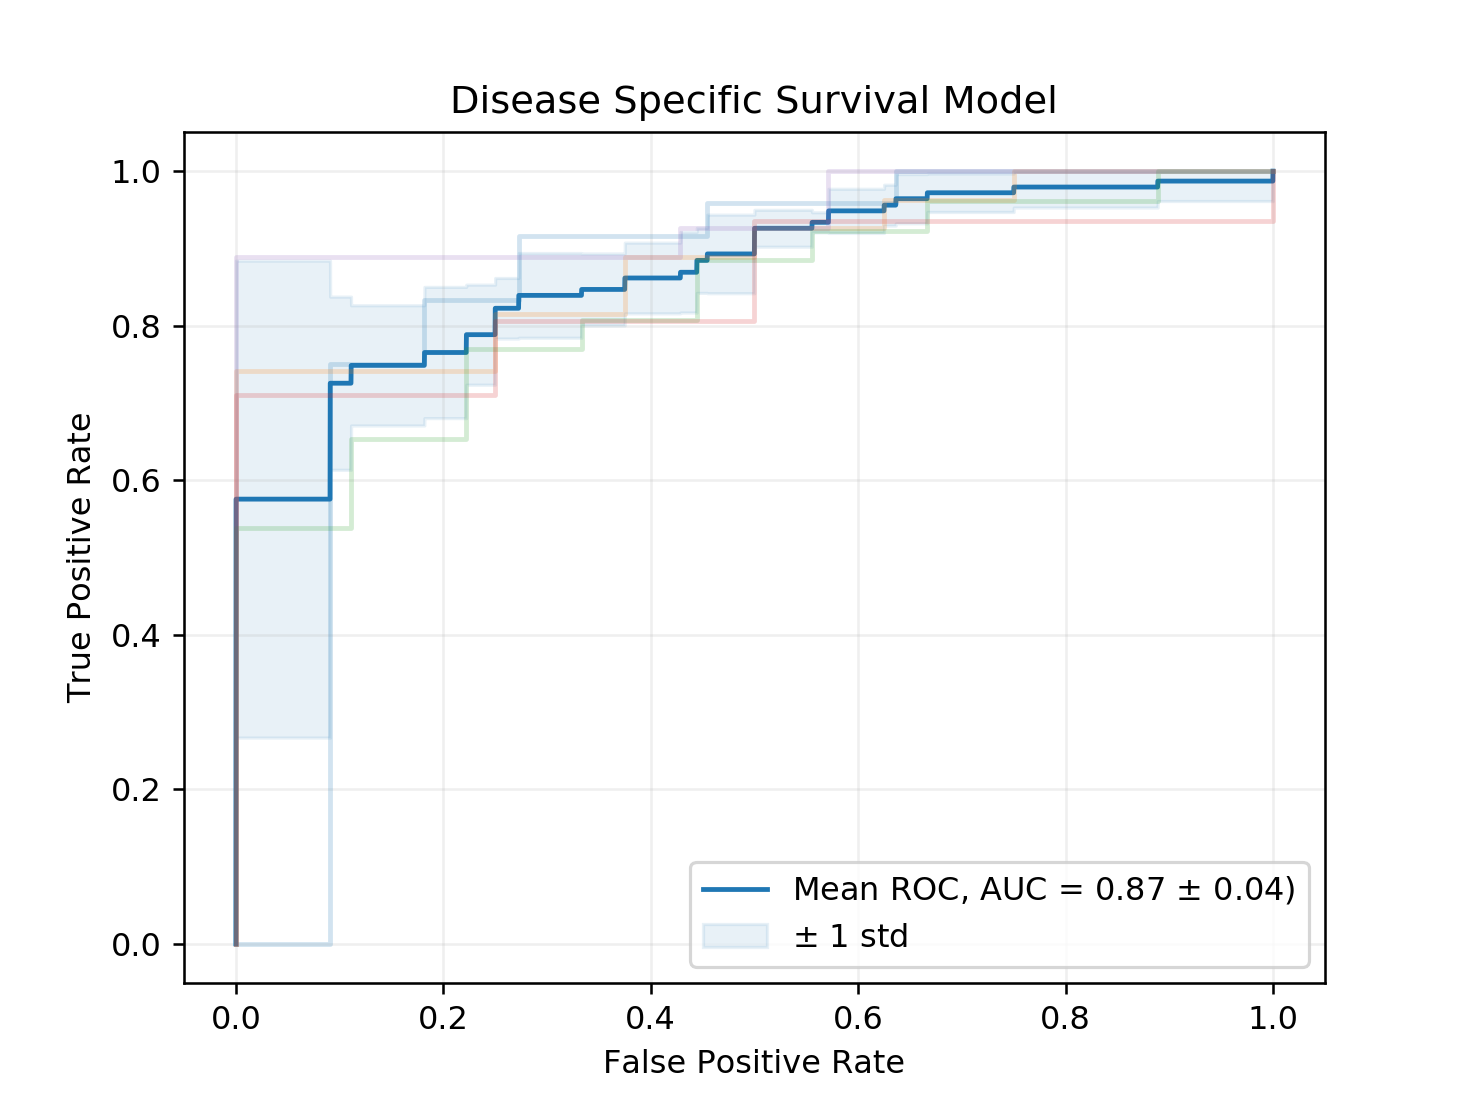 Disease Specific Survival Model
1.0
0.8
0.6
0.4
0.2
0.0
True Positive Rate
Mean ROC, AUC = 0.87 ± 0.04)
± 1 std
0.0 0.2 0.4 0.6 0.8 1.0
False Positive Rate